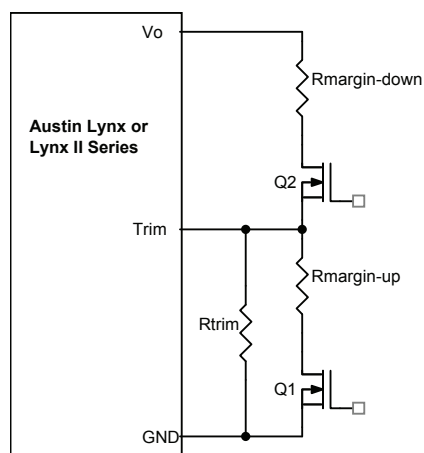 Vo
Rmargin-down
Austin Lynx or
Lynx II Series
Q2
Trim
Rmargin-up
Rtrim
Q1
GND